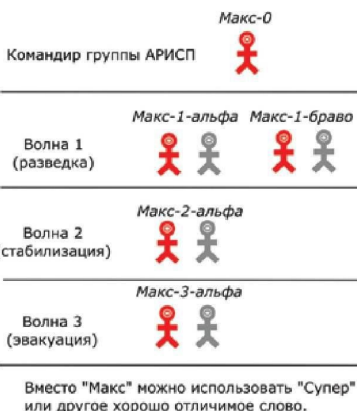 Макс-0
Командир группы АРИСП
Макс-1-альфа Макс-1-браво
Волна 1
(разведка)
Макс-2-альфа
Волна 2
стабилизация)
Макс-3-альфа
Волна 3
(эвакуация)
Вместо "Макс" можно использовать "Супер"
или другое хорошо отличимое слово.